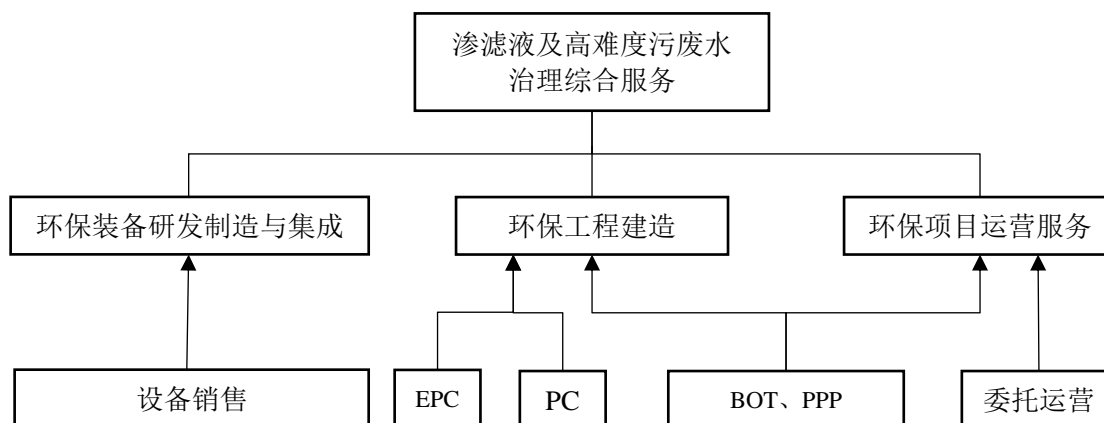 渗滤液及高难度污废水
治理综合服务
环保装备研发制造与集成
环保工程建造
环保项目运营服务
设备销售
EPC
PC
BOT、PPP
委托运营